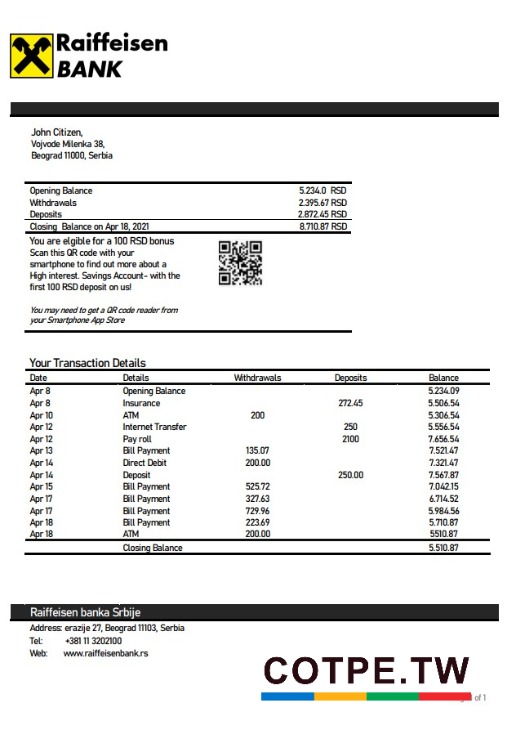 Raiffeisen
BANK
John Citizen,
Vojvode Milenka 38,
Beograd 11000, Serbia
Opening Balance 5.234.0 RSD
Withdrawals 2.395.67 RSD
Deposits 2.872.45 RSD
Closing Balance on Apr 18, 2021 8.710.87 RSD
You are elgible for a 100 RSD bonus
Scan this QR code with your
smartphone to find out more about a
High interest. Savings Account- with the
first 100 RSD deposit on us!
You may need to get a QR code reader from
your Smartphone App Store
Your Transaction Details
Date Details Withdrawals Deposits Balance
Apr 8 Opening Balance 5.234.09
Apr 8 Insurance 272.45 5.506.54
Apr 10 ATM 200 5.306.54
Apr 12 Internet Transfer 250 5.556.54
Apr 12 Pay roll 2100 7.656.54
Apr 13 Bill Payment 135.07 7.521.47
Apr 14 Direct Debit 200.00 7.321.47
Apr 14 Deposit 250.00 7.567.87
Apr 15 Bill Payment 525.72 7.042.15
Apr 17 Bill Payment 327.63 6.714.52
Apr 17 Bill Payment 729.96 5.984.56
Apr 18 Bill Payment 223.69 5.710.87
Apr 18 ATM 200.00 5510.87
Closing Balance 5.510.87
Raiffeisen banka Srbije
Address: erazije 27, Beograd 11103, Serbia
Tel: +381 11 3202100
Web: www.raiffeisenbank.rs
COTPE.TW
of 1